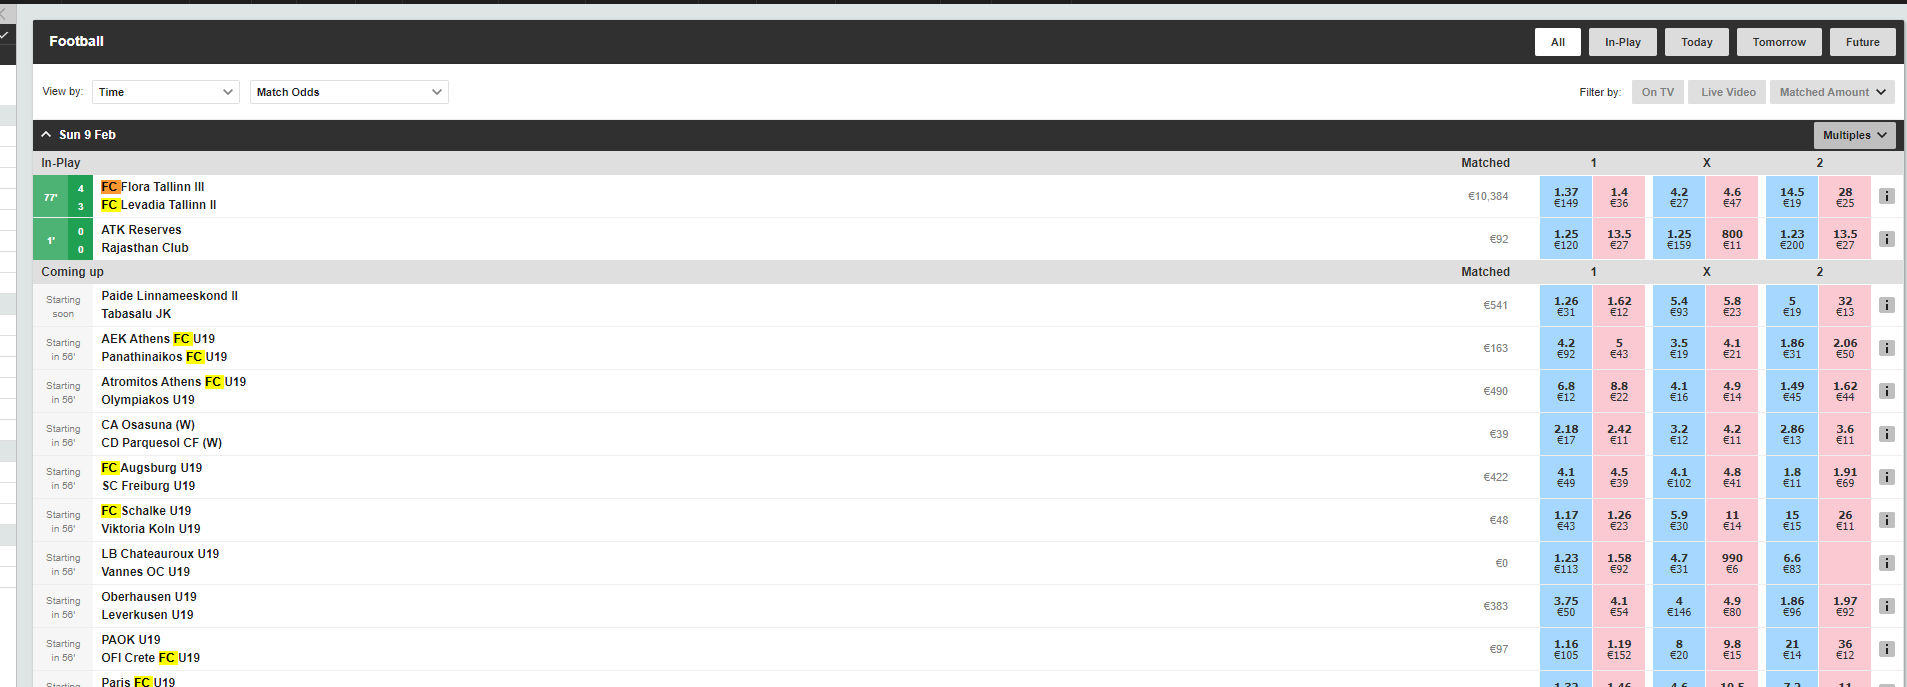 Football
All In-Play Today Tomorrow Future
View by: Time Match Odds Filter by: On TV Live Video Matched Amount
Sun 9 Feb Multiples
In-Play Matched 1 X 2
77' 4 3
FC Flora Tallinn III
FC Levadia Tallinn II
€10,384
1.37 1.4 4.2 4.6 14.5 28
€149 €36 €27 €47 €19 €25
1' 0 0
ATK Reserves
Rajasthan Club
€92
1.25 13.5 1.25 800 1.23 13.5
€120 €27 €159 €11 €200 €27
Coming up Matched 1 X 2
Starting soon
Paide Linnameeskond II
Tabasalu JK
€541
1.26 1.62 5.4 5.8 5 32
€31 €12 €93 €23 €19 €13
Starting in 56'
AEK Athens FC U19
Panathinaikos FC U19
€163
4.2 5 3.5 4.1 1.86 2.06
€92 €43 €19 €21 €31 €50
Starting in 56'
Atromitos Athens FC U19
Olympiakos U19
€490
6.8 8.8 4.1 4.9 1.49 1.62
€12 €22 €16 €14 €45 €44
Starting in 56'
CA Osasuna (W)
CD Parquesol CF (W)
€39
2.18 2.42 3.2 4.2 2.86 3.6
€17 €11 €12 €11 €13 €11
Starting in 56'
FC Augsburg U19
SC Freiburg U19
€422
4.1 4.5 4.1 4.8 1.8 1.91
€49 €39 €102 €41 €11 €69
Starting in 56'
FC Schalke U19
Viktoria Koln U19
€48
1.17 1.26 5.9 11 15 26
€43 €23 €30 €14 €15 €11
Starting in 56'
LB Chateauroux U19
Vannes OC U19
€0
1.23 1.58 4.7 990 6.6
€113 €92 €31 €6 €83
Starting in 56'
Oberhausen U19
Leverkusen U19
€383
3.75 4.1 4 4.9 1.86 1.97
€50 €54 €146 €80 €96 €92
Starting in 56'
PAOK U19
OFI Crete FC U19
€97
1.16 1.19 8 9.8 21 36
€105 €152 €20 €15 €14 €12
Starting
Paris FC U19